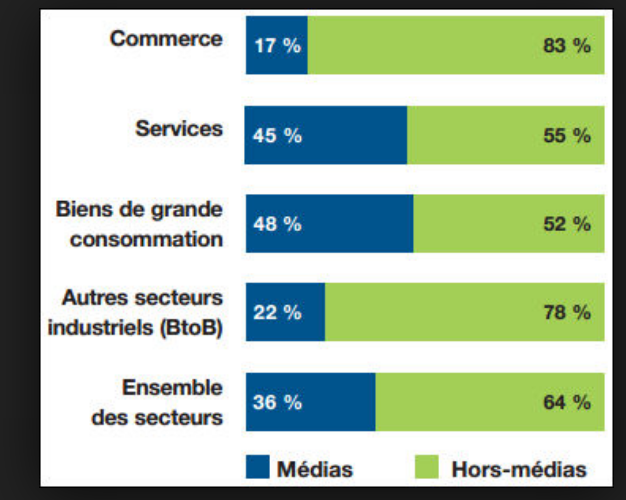 Commerce
17 %
83 %
Services
45 %
55 %
Biens de grande
consommation
48 %
52 %
Autres secteurs
industriels (BtoB)
22 %
78 %
Ensemble
des secteurs
36 %
64 %
Médias
Hors-médias